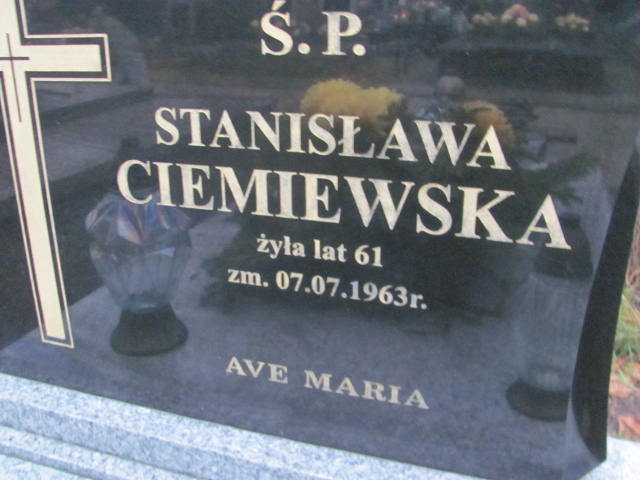 Ś.P.
STANISŁAWA
CIEMIEWSKA
żyła lat 61
zm. 07.07.1963r.
AVE MARIA